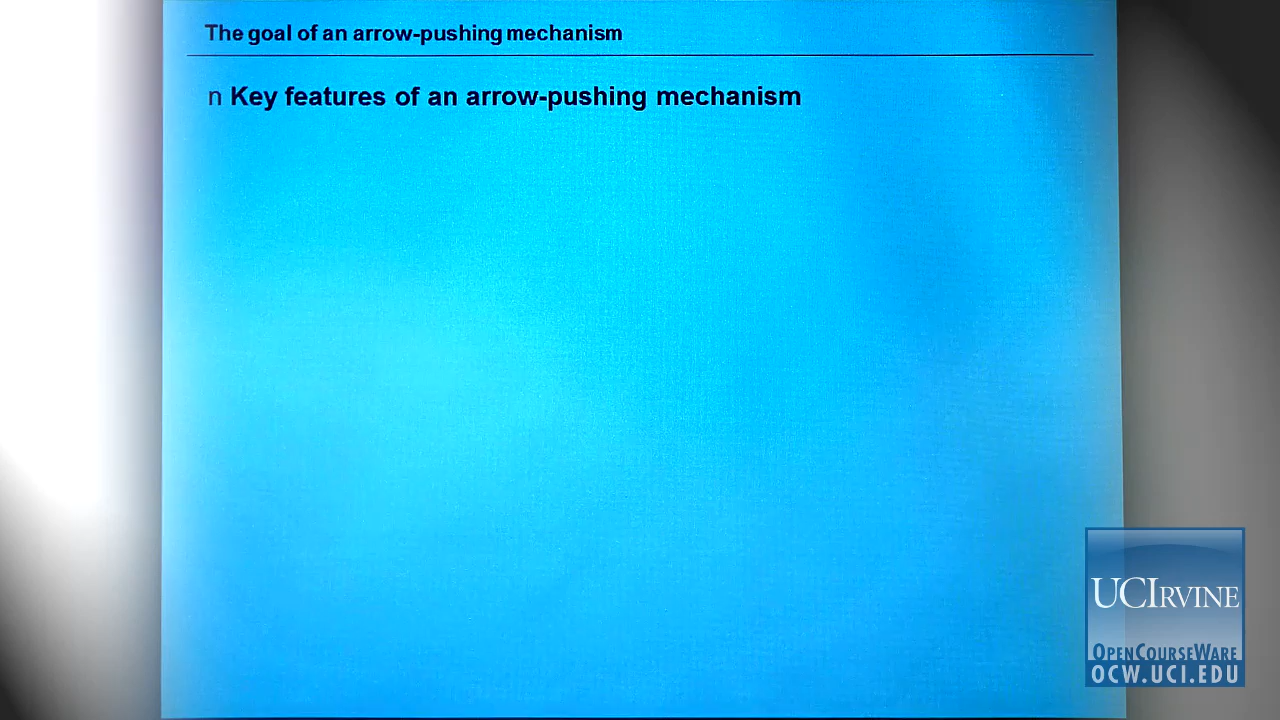 The goal of an arrow-pushing mechanism
n Key features of an arrow-pushing mechanism
UCIRVINE
OPENCOURSEWARE
OCW.UCI.EDU